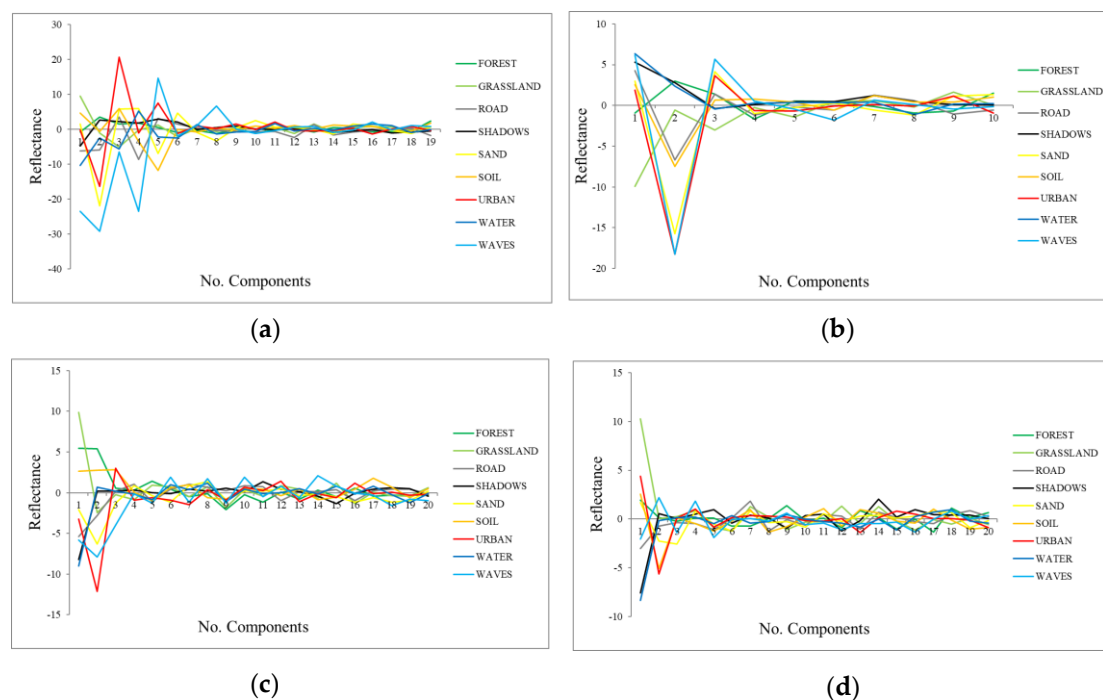 30
20
10
0
-10
-20
-30
-40
1 2 3 4 5 6 7 8 9 10 11 12 13 14 15 16 17 18 19
Reflectance
No. Components
FOREST
GRASSLAND
ROAD
SHADOWS
SAND
SOIL
URBAN
WATER
WAVES
(a)
10
5
0
-5
-10
-15
-20
1 2 3 4 5 6 7 8 9 10
Reflectance
No. Components
FOREST
GRASSLAND
ROAD
SHADOWS
SAND
SOIL
URBAN
WATER
WAVES
(b)
15
10
5
0
-5
-10
-15
1 2 3 4 5 6 7 8 9 10 11 12 13 14 15 16 17 18 19 20
Reflectance
No. Components
FOREST
GRASSLAND
ROAD
SHADOWS
SAND
SOIL
URBAN
WATER
WAVES
(c)
15
10
5
0
-5
-10
1 2 3 4 5 6 7 8 9 10 11 12 13 14 15 16 17 18 19 20
Reflectance
No. Components
FOREST
GRASSLAND
ROAD
SHADOWS
SAND
SOIL
URBAN
WATER
WAVES
(d)